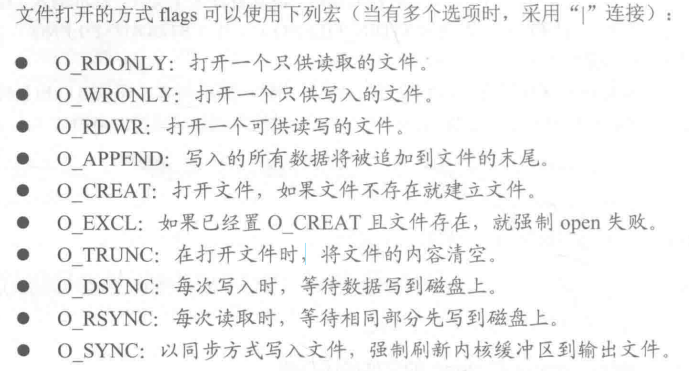 文件打开的方式 flags 可以使用下列宏（当有多个选项时，采用“|”连接）：
● O_RDONLY：打开一个只供读取的文件。
● O_WRONLY：打开一个只供写入的文件。
● O_RDWR：打开一个可供读写的文件。
● O_APPEND：写入的所有数据将被追加到文件的末尾。
● O_CREAT：打开文件，如果文件不存在就建立文件。
● O_EXCL：如果已经置 O_CREAT 且文件存在，就强制 open 失败。
● O_TRUNC：在打开文件时，将文件的内容清空。
● O_DSYNC：每次写入时，等待数据写到磁盘上。
● O_RSYNC：每次读取时，等待相同部分先写到磁盘上。
● O_SYNC：以同步方式写入文件，强制刷新内核缓冲区到输出文件。